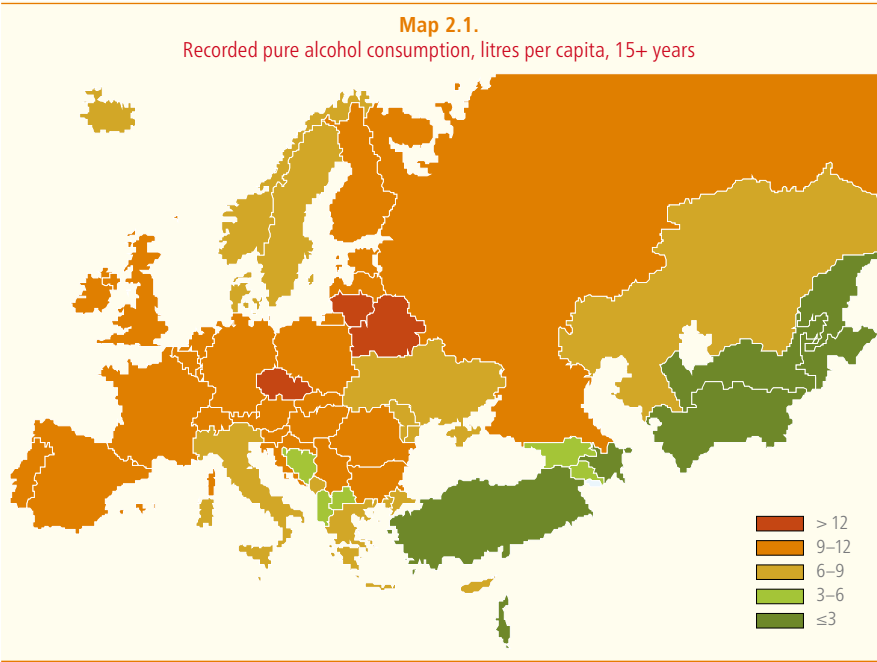 Map 2.1.
Recorded pure alcohol consumption, litres per capita, 15+ years
> 12
9–12
6–9
3–6
≤3